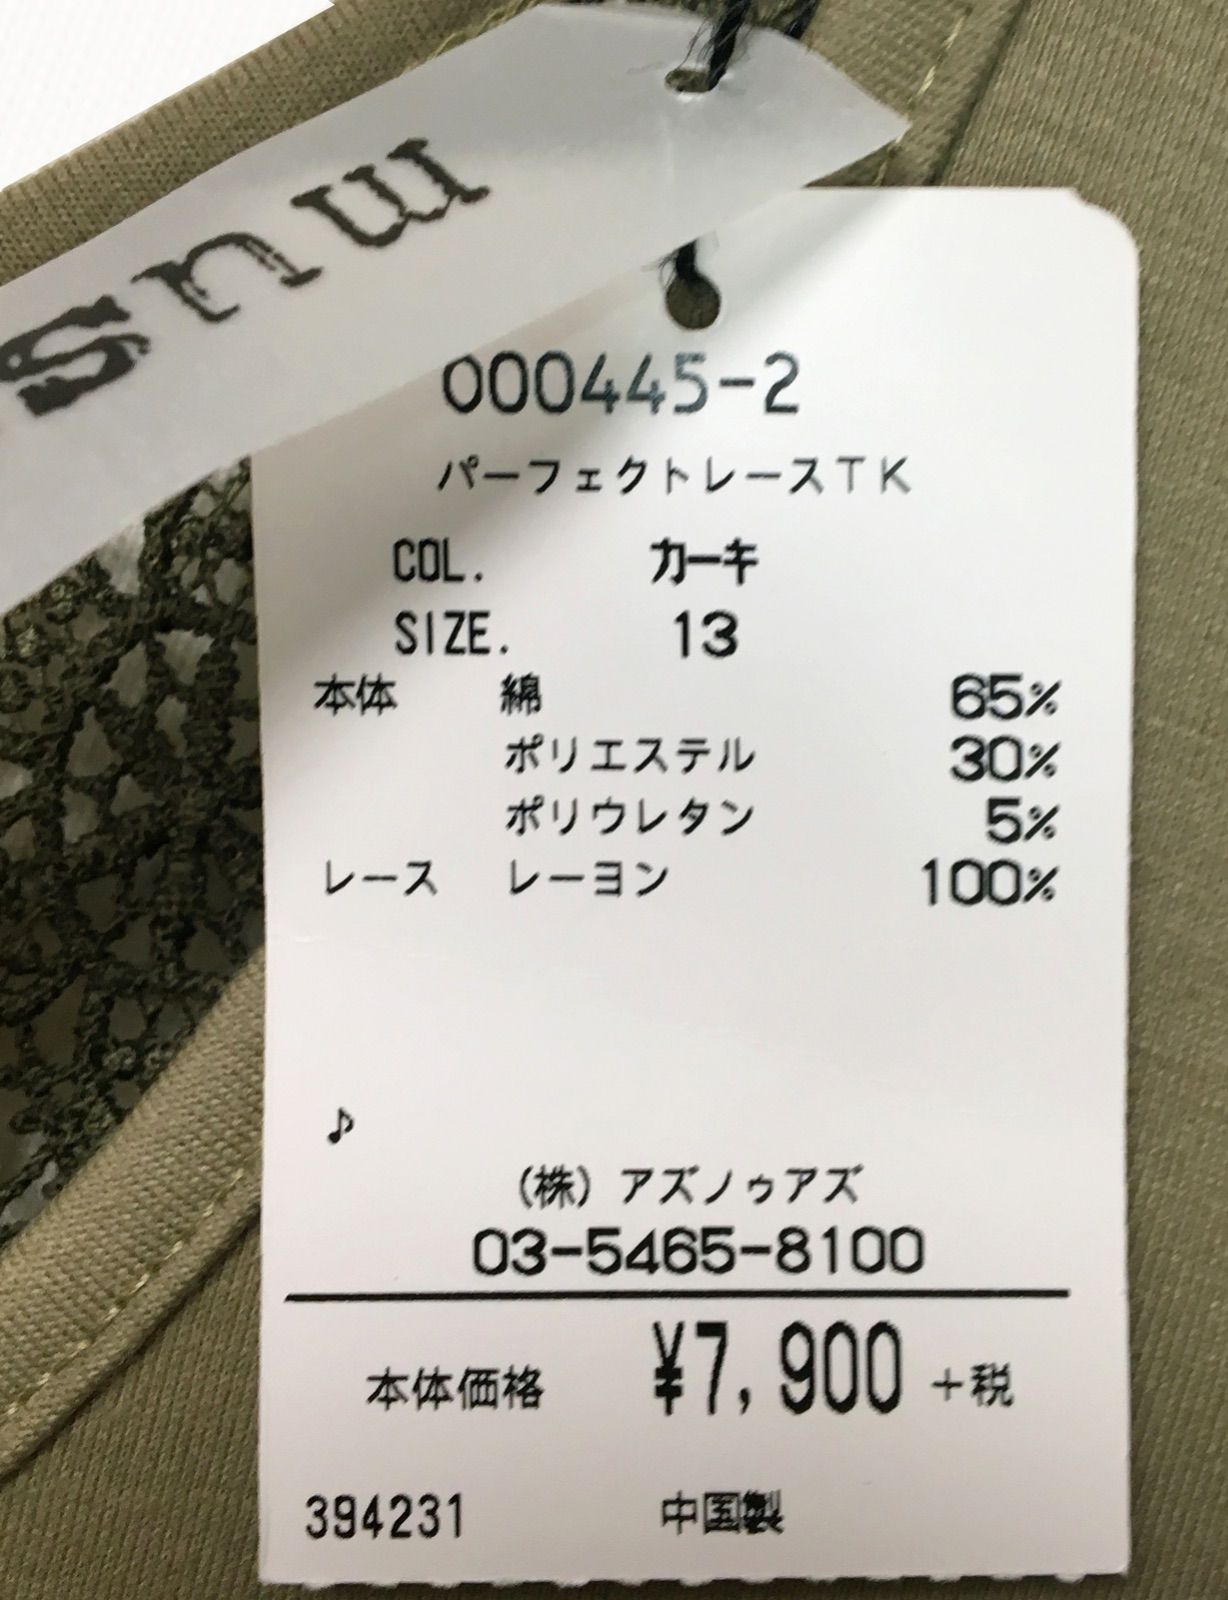 mus
000445-2
パーフェクトレースTK
COL. カーキ
SIZE. 13
本体 綿 65%
ポリエステル 30%
ポリウレタン 5%
レース レーヨン 100%
♪
(株)アズノゥアズ
03-5465-8100
本体価格 ¥7,900 +税
394231 中国製